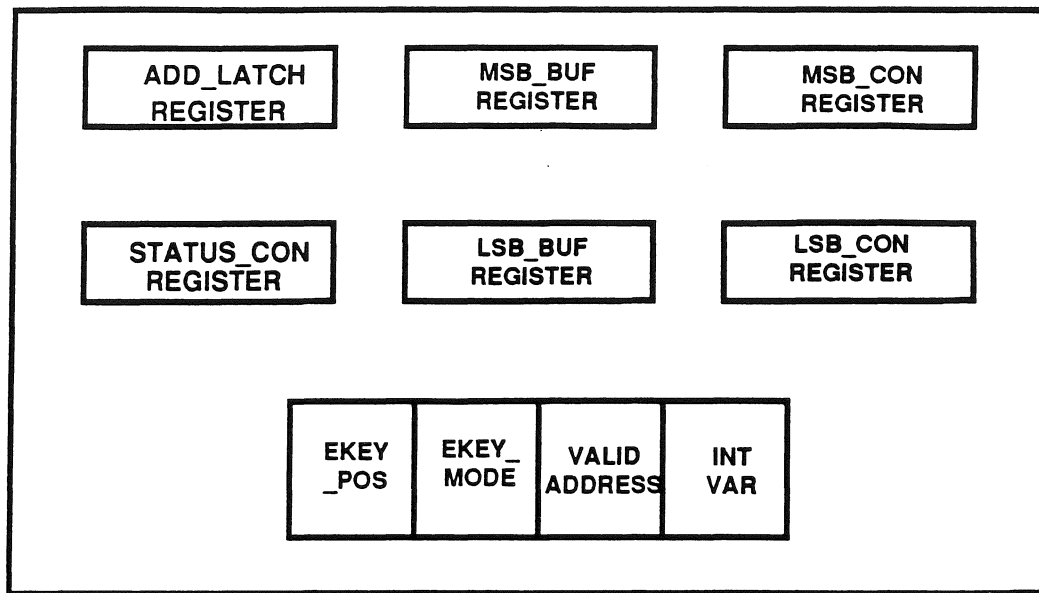 ADD_LATCH
REGISTER
MSB_BUF
REGISTER
MSB_CON
REGISTER
STATUS_CON
REGISTER
LSB_BUF
REGISTER
LSB_CON
REGISTER
EKEY
_POS
EKEY_
MODE
VALID
ADDRESS
INT
VAR